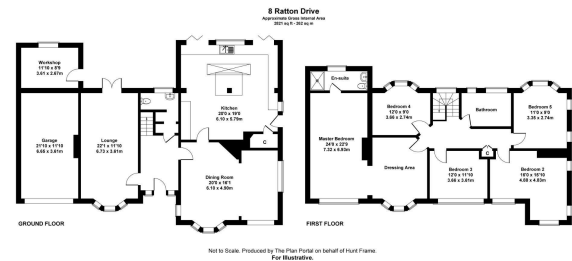 8 Ratton Drive
Approximate Gross Internal Area
2821 sq ft - 262 sq m
Workshop
11'10 x 8'9
3.61 x 2.67m
Garage
21'10 x 11'10
6.65 x 3.61m
Lounge
22'1 x 11'10
6.73 x 3.61m
Kitchen
20'0 x 19'0
6.10 x 5.79m
C
Dining Room
20'0 x 16'1
6.10 x 4.90m
GROUND FLOOR
En-suite
Master Bedroom
24'0 x 22'9
7.32 x 6.93m
Bedroom 4
12'0 x 9'0
3.66 x 2.74m
Bathroom
Bedroom 5
11'0 x 9'0
3.35 x 2.74m
Dressing Area
C
Bedroom 3
12'0 x 11'10
3.66 x 3.61m
Bedroom 2
16'0 x 15'10
4.88 x 4.83m
FIRST FLOOR
Not to Scale. Produced by The Plan Portal on behalf of Hunt Frame.
For Illustrative.